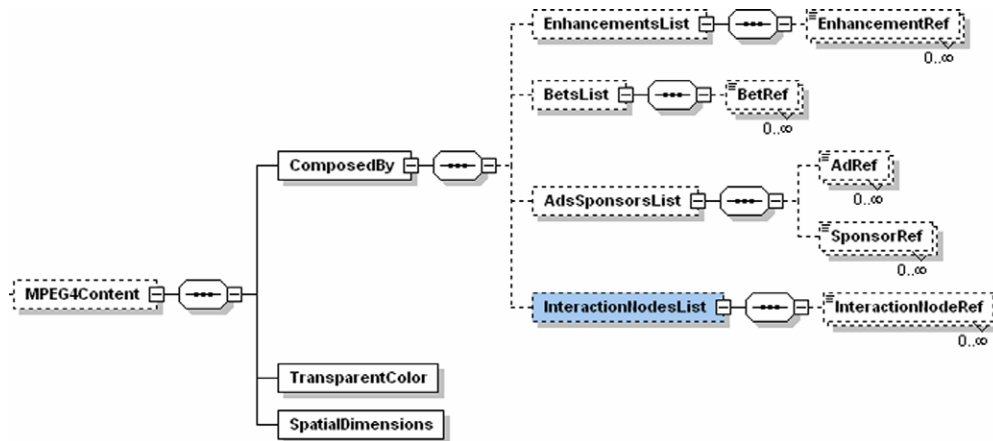 EnhancementsList
EnhancementRef
0..∞
BetsList
BetRef
0..∞
ComposedBy
AdRef
0..∞
AdsSponsorsList
SponsorRef
0..∞
MPEG4Content
InteractionNodesList
InteractionNodeRef
0..∞
TransparentColor
SpatialDimensions